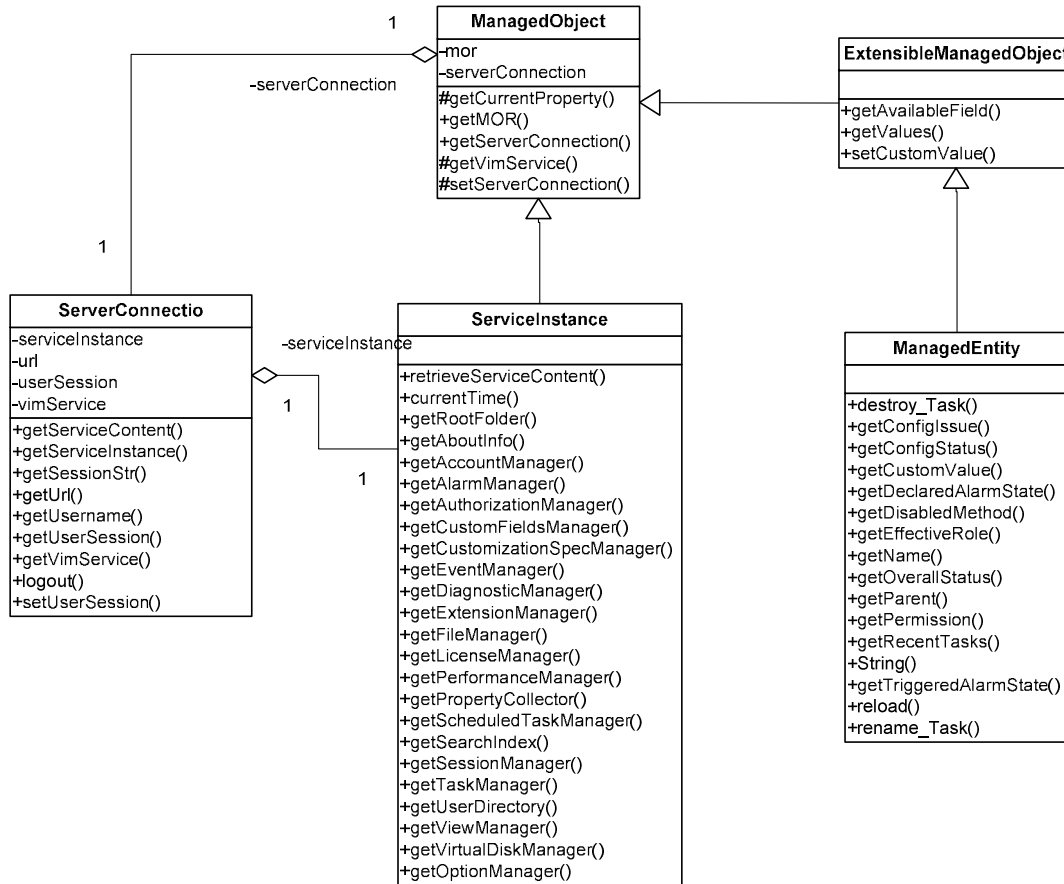 1
ManagedObject
-mor
-serverConnection
#getCurrentProperty()
+getMOR()
+getServerConnection()
#getVimService()
#setServerConnection()
-serverConnection
ExtensibleManagedObject
+getAvailableField()
+getValues()
+setCustomValue()
1
ServerConnectio
-serviceInstance
-url
-userSession
-vimService
+getServiceContent()
+getServiceInstance()
+getSessionStr()
+getUrl()
+getUsername()
+getUserSession()
+getVimService()
+logout()
+setUserSession()
-serviceInstance
1
1
ServiceInstance
+retrieveServiceContent()
+currentTime()
+getRootFolder()
+getAboutInfo()
+getAccountManager()
+getAlarmManager()
+getAuthorizationManager()
+getCustomFieldsManager()
+getCustomizationSpecManager()
+getEventManager()
+getDiagnosticManager()
+getExtensionManager()
+getFileManager()
+getLicenseManager()
+getPerformanceManager()
+getPropertyCollector()
+getScheduledTaskManager()
+getSearchIndex()
+getSessionManager()
+getTaskManager()
+getUserDirectory()
+getViewManager()
+getVirtualDiskManager()
+getOptionManager()
ManagedEntity
+destroy_Task()
+getConfigIssue()
+getConfigStatus()
+getCustomValue()
+getDeclaredAlarmState()
+getDisabledMethod()
+getEffectiveRole()
+getName()
+getOverallStatus()
+getParent()
+getPermission()
+getRecentTasks()
+String()
+getTriggeredAlarmState()
+reload()
+rename_Task()